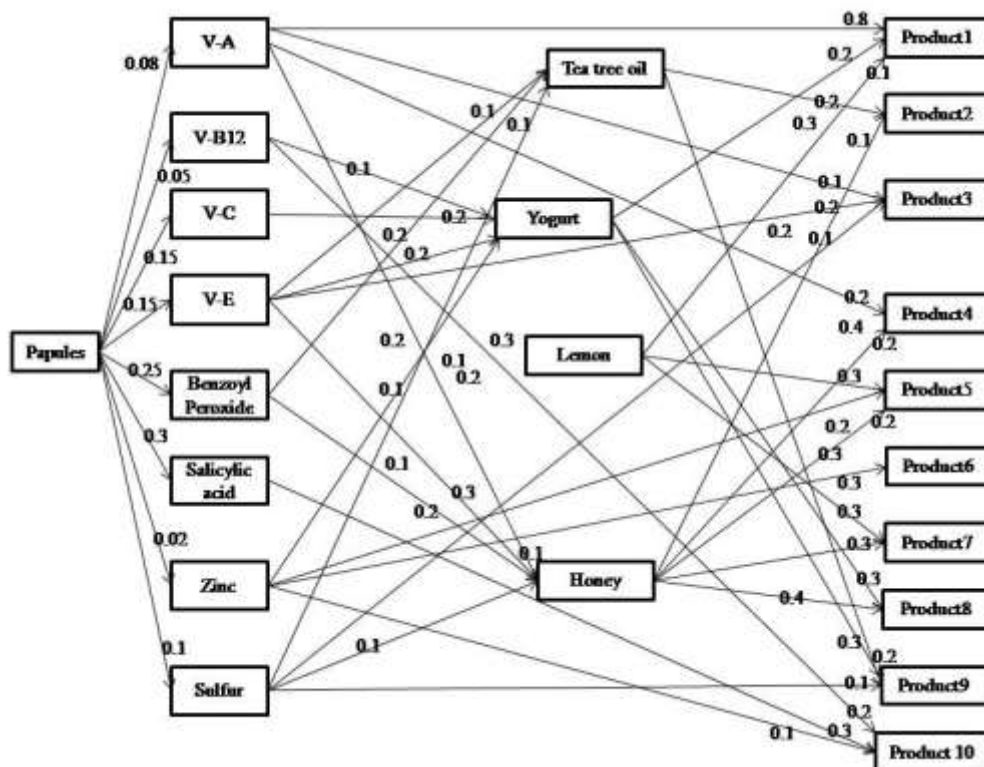 V-A
0.8
Product1
0.08
Tea tree oil
0.2
0.1
0.1
0.1
0.2
Product2
0.3
V-B12
0.1
0.1
0.05
0.1
Product3
V-C
0.2
Yogurt
0.2
0.2
0.2
0.2
0.1
0.15
V-E
0.15
0.2
Product4
0.4
Papules
0.2
0.3
Lemon
0.2
0.1
0.2
0.25
Benzoyl
Peroxide
0.1
0.3
Product5
0.2
0.2
0.3
Salicylic
acid
0.3
0.1
0.3
Product6
0.3
0.2
0.3
0.02
0.1
0.3
Product7
Zinc
Honey
0.3
0.4
Product8
0.1
0.1
0.3
0.2
Sulfur
0.1
Product9
0.2
0.1
0.3
Product 10